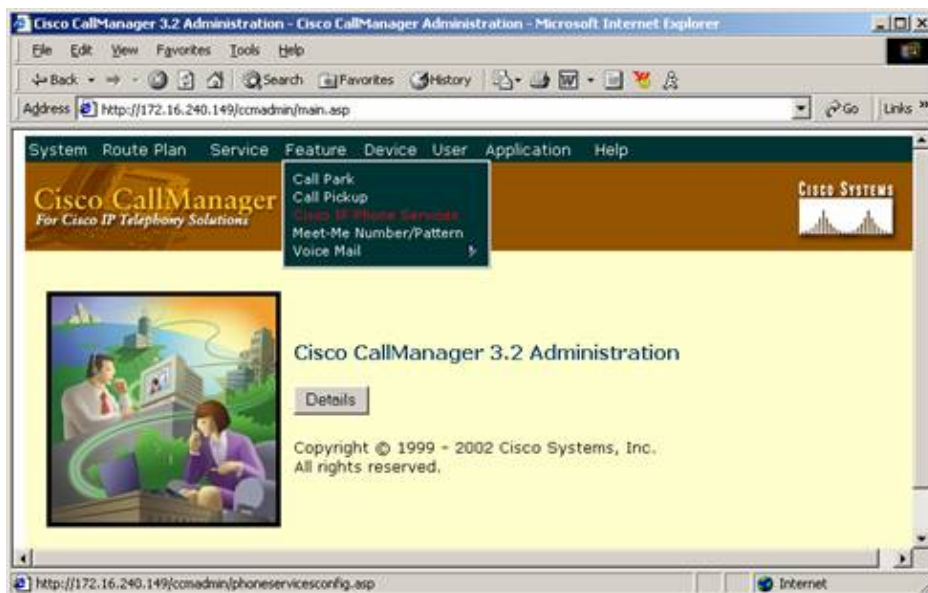 Cisco CallManager 3.2 Administration - Cisco CallManager Administration - Microsoft Internet Explorer
File Edit View Favorites Tools Help
Back Search Favorites History
Address http://172.16.240.149/ccmadmin/main.asp Go Links »
System Route Plan Service Feature Device User Application Help
Cisco CallManager
For Cisco IP Telephony Solutions
CISCO SYSTEMS
Call Park
Call Pickup
Cisco IP Phone Services
Meet-Me Number/Pattern
Voice Mail
Cisco CallManager 3.2 Administration
Details
Copyright © 1999 - 2002 Cisco Systems, Inc.
All rights reserved.
http://172.16.240.149/ccmadmin/phoneservicesconfig.asp Internet